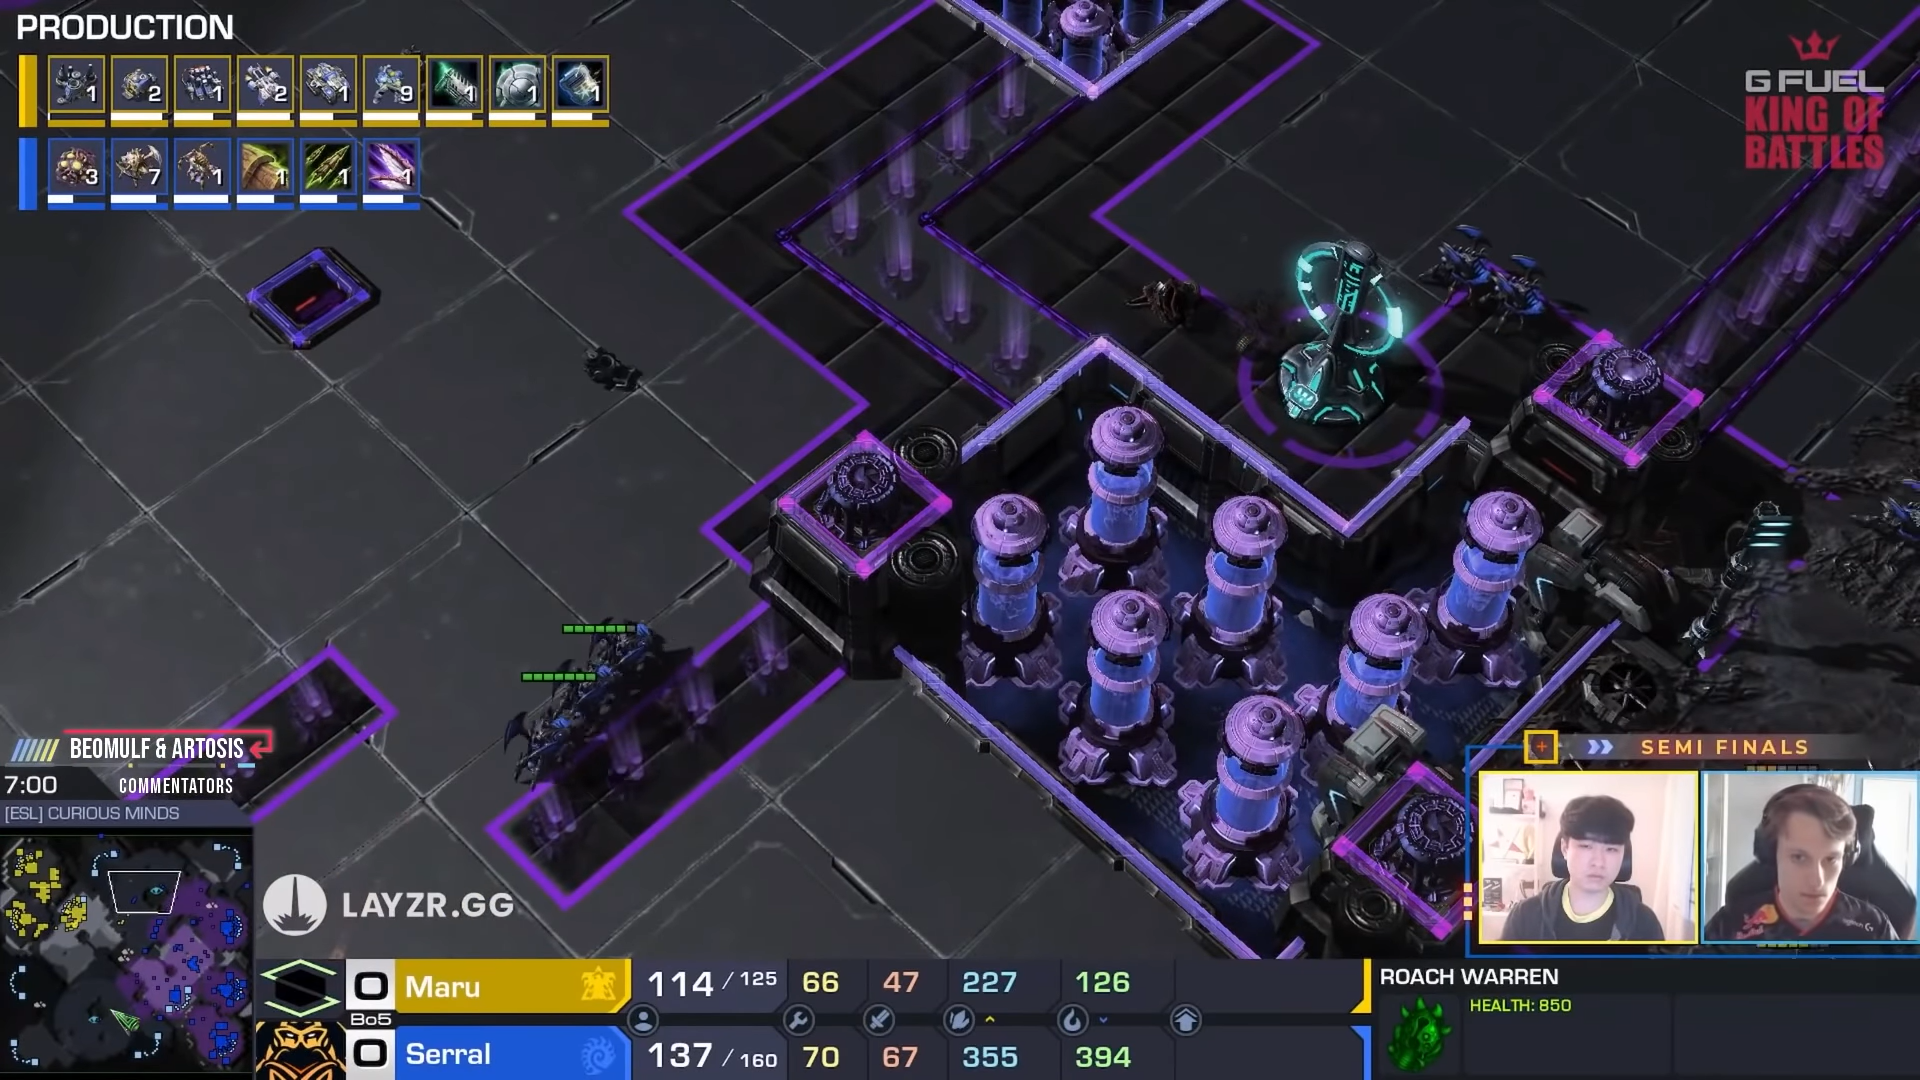 PRODUCTION
1 2 1 2 1 9 1 1 1
3 7 1 1 1 1
G FUEL
KING OF
BATTLES
BEOMULF & ARTOSIS
7:00 COMMENTATORS
[ESL] CURIOUS MINDS
SEMI FINALS
LAYZR.GG
0 Maru 114 / 125 66 47 227 126
Bo5
0 Serral 137 / 160 70 67 355 394
ROACH WARREN
HEALTH: 850